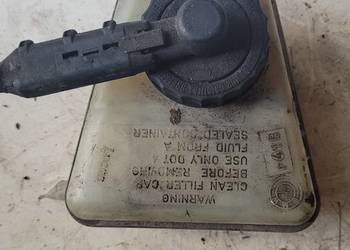 WARNING
CLEAN FILLER CAP
BEFORE REMOVING
USE ONLY DOT 4
FLUID FROM A
SEALED CONTAINER